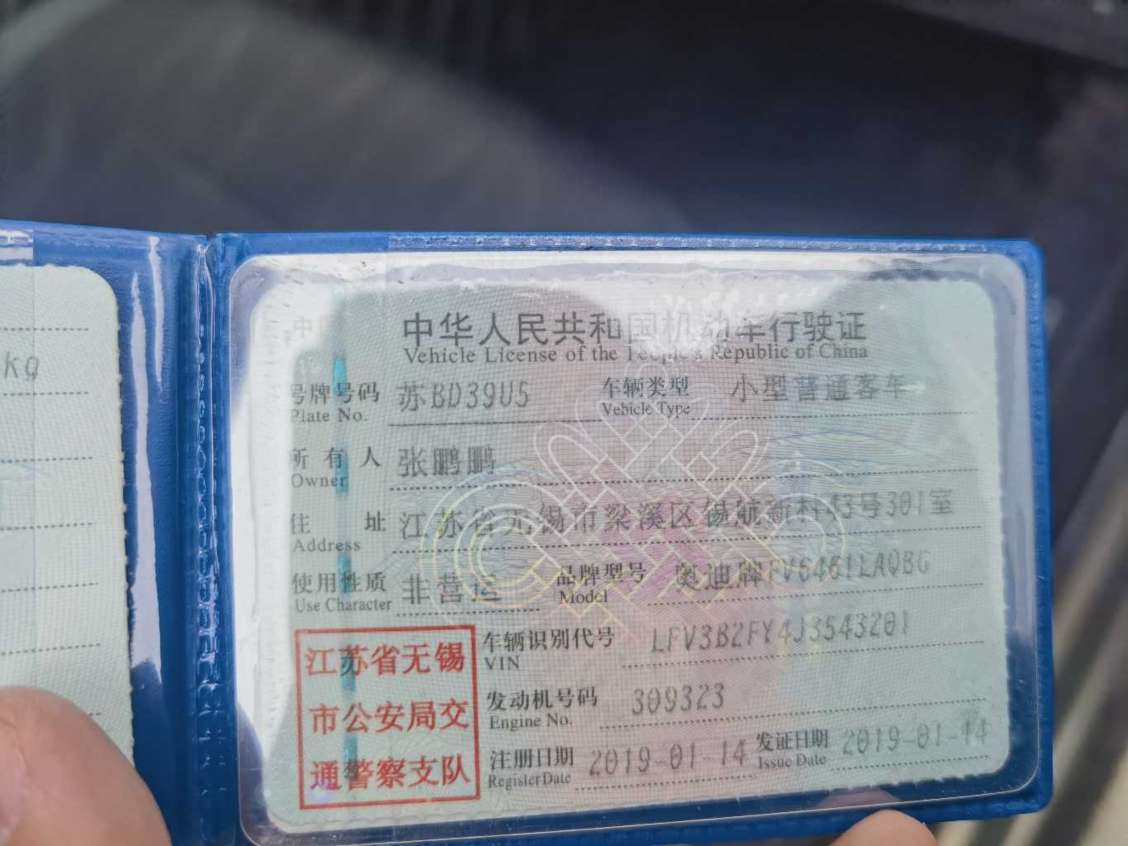 kg
中华人民共和国机动车行驶证
Vehicle License of the People's Republic of China
号牌号码 苏BD39U5 车辆类型 小型普通客车
Plate No. Vehicle Type
所有人 张鹏鹏
Owner
住址 江苏省无锡市梁溪区锡航新村43号301室
Address
使用性质 非营运 品牌型号 奥迪牌FV6461LAQBG
Use Character Model
车辆识别代号 LFV3B2FY4J3543201
VIN
发动机号码 309323
Engine No.
注册日期 2019-01-14 发证日期 2019-01-14
Register Date Issue Date
江苏省无锡
市公安局交
通警察支队